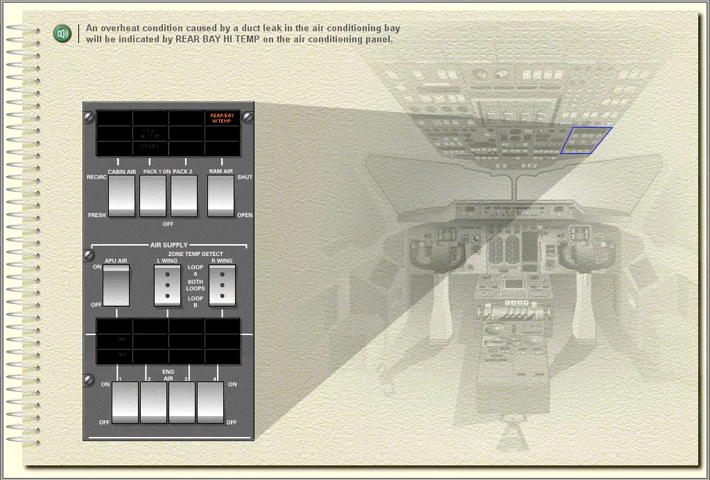 An overheat condition caused by a duct leak in the air conditioning bay
will be indicated by REAR BAY HI TEMP on the air conditioning panel.
REAR BAY
HI TEMP
CABIN AIR PACK 1 ON PACK 2 RAM AIR
RECIRC SHUT
FRESH OPEN
OFF
AIR SUPPLY
ZONE TEMP DETECT
APU AIR L WING R WING
ON LOOP
A
BOTH
LOOPS
LOOP
OFF B
ENG
1 2 AIR 3 4
ON ON
OFF OFF